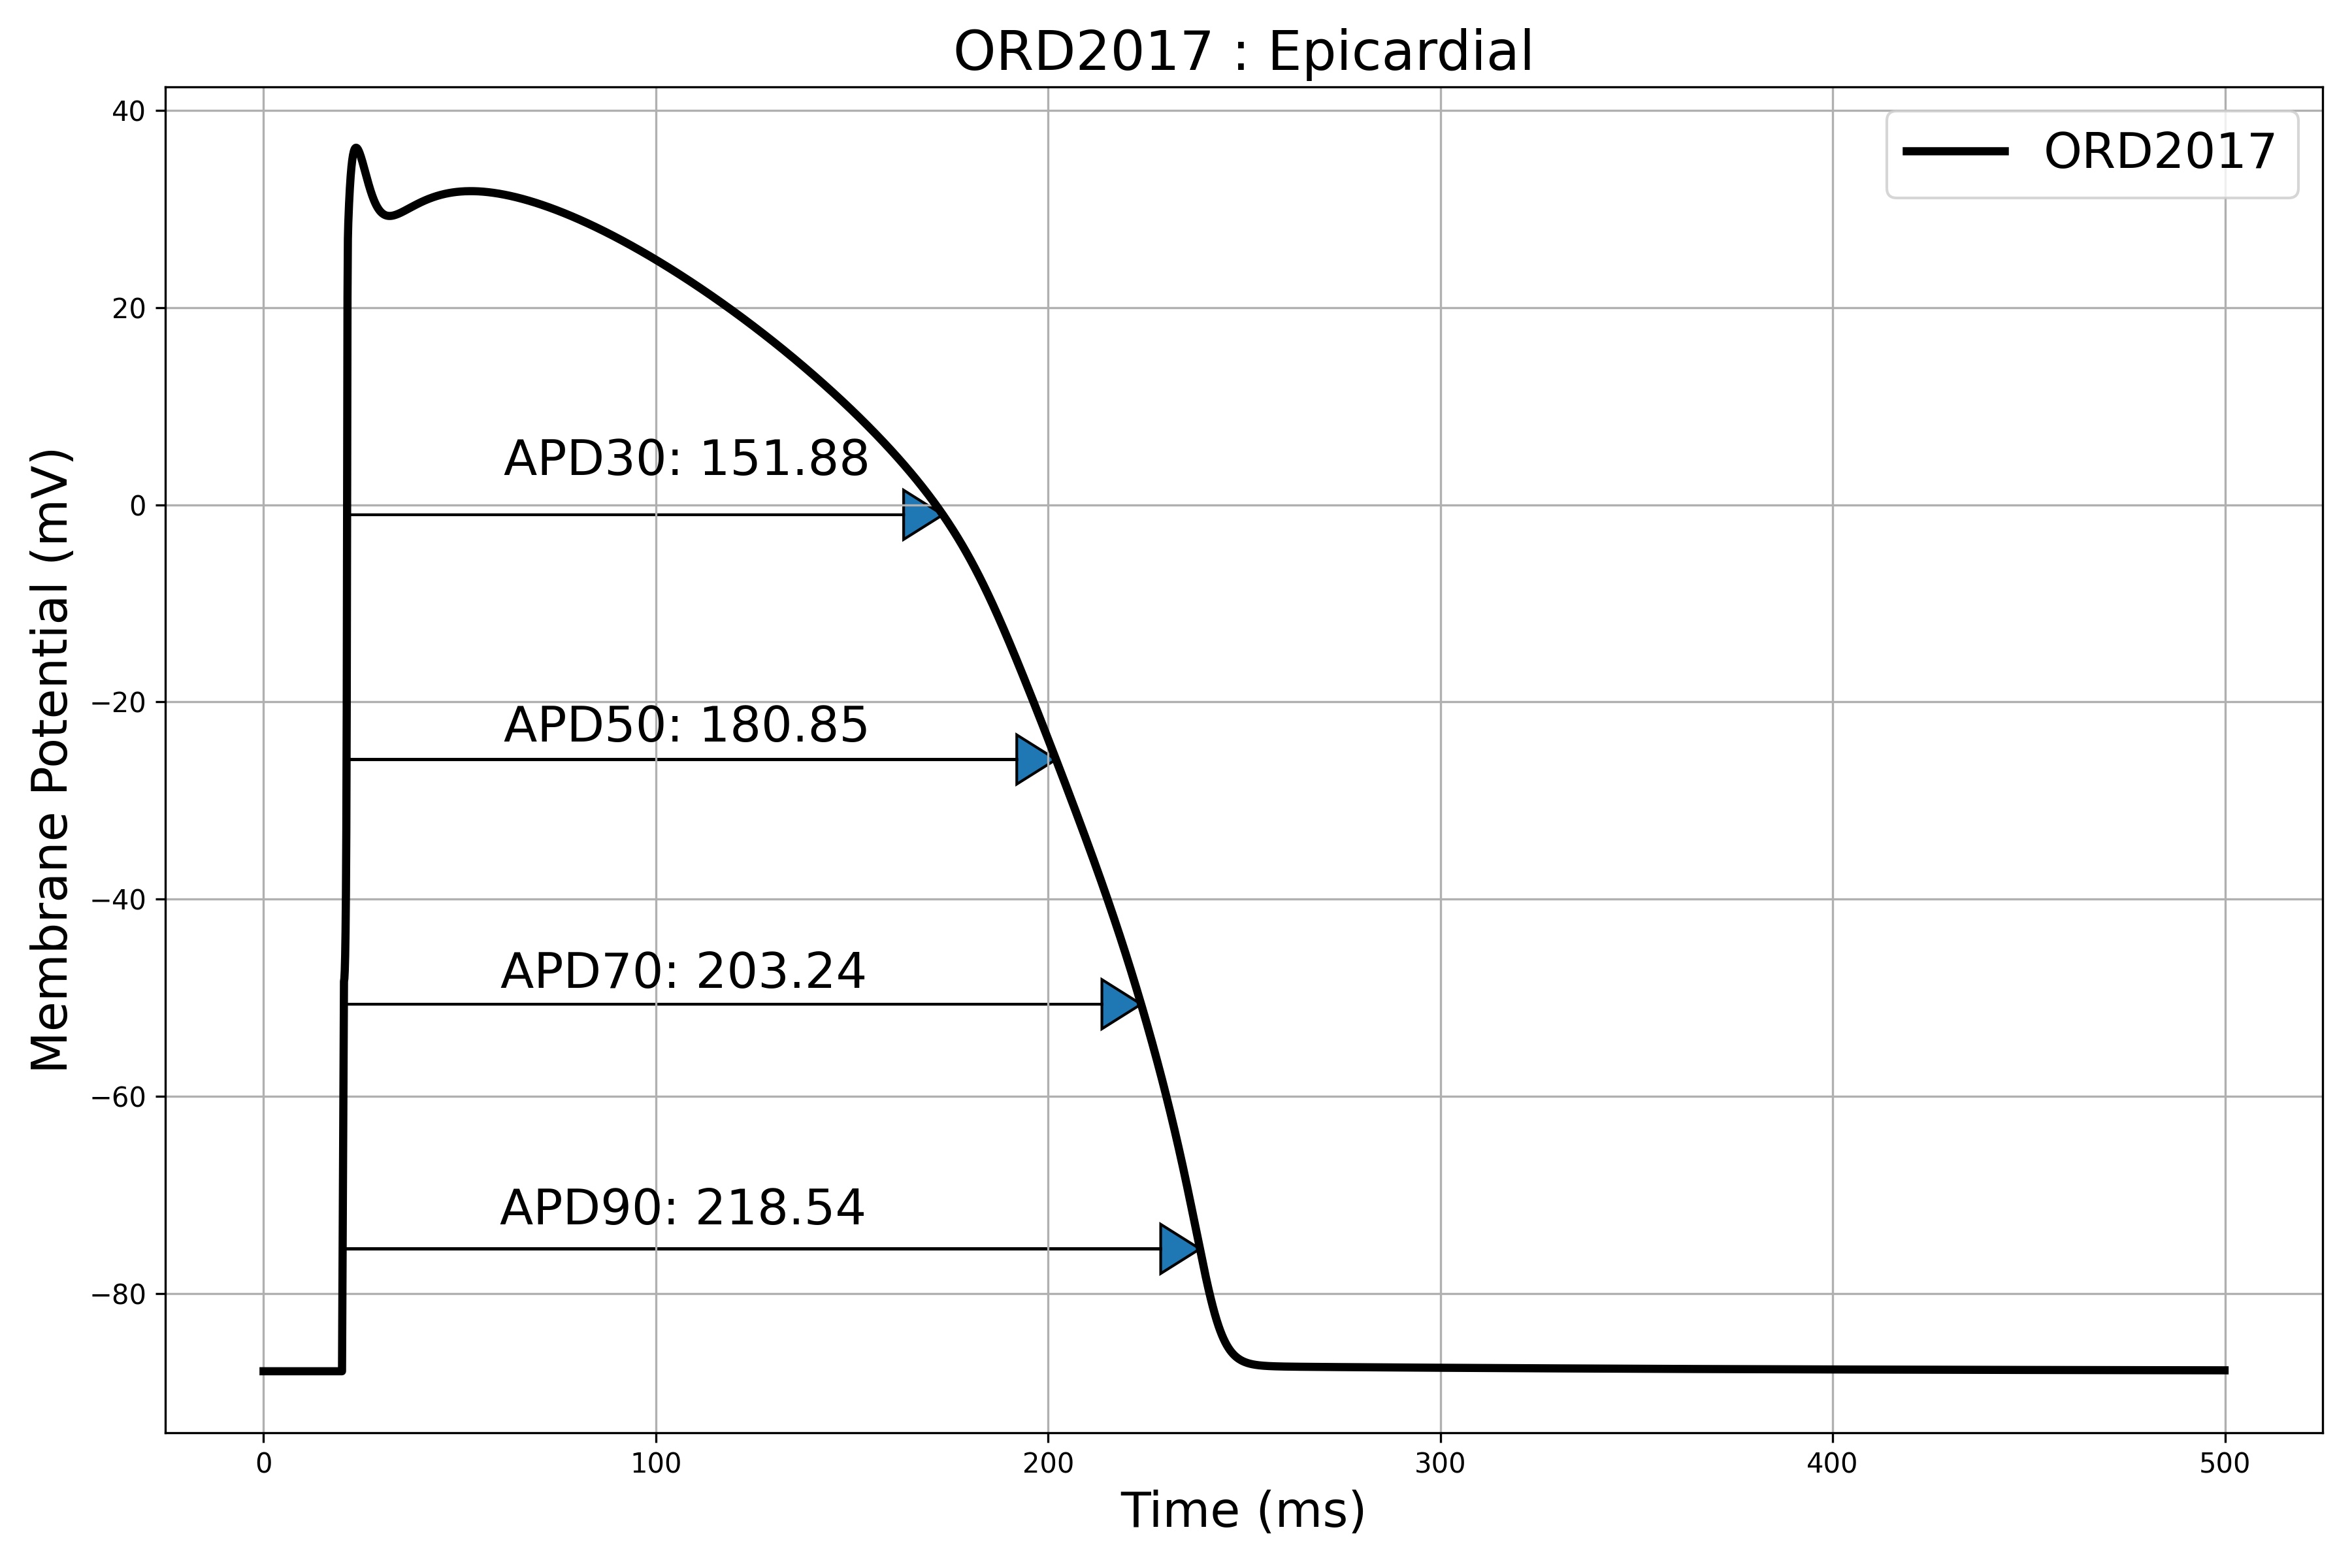 ORD2017 : Epicardial
ORD2017
Membrane Potential (mV)
40
20
0
−20
−40
−60
−80
APD30: 151.88
APD50: 180.85
APD70: 203.24
APD90: 218.54
0 100 200 300 400 500
Time (ms)